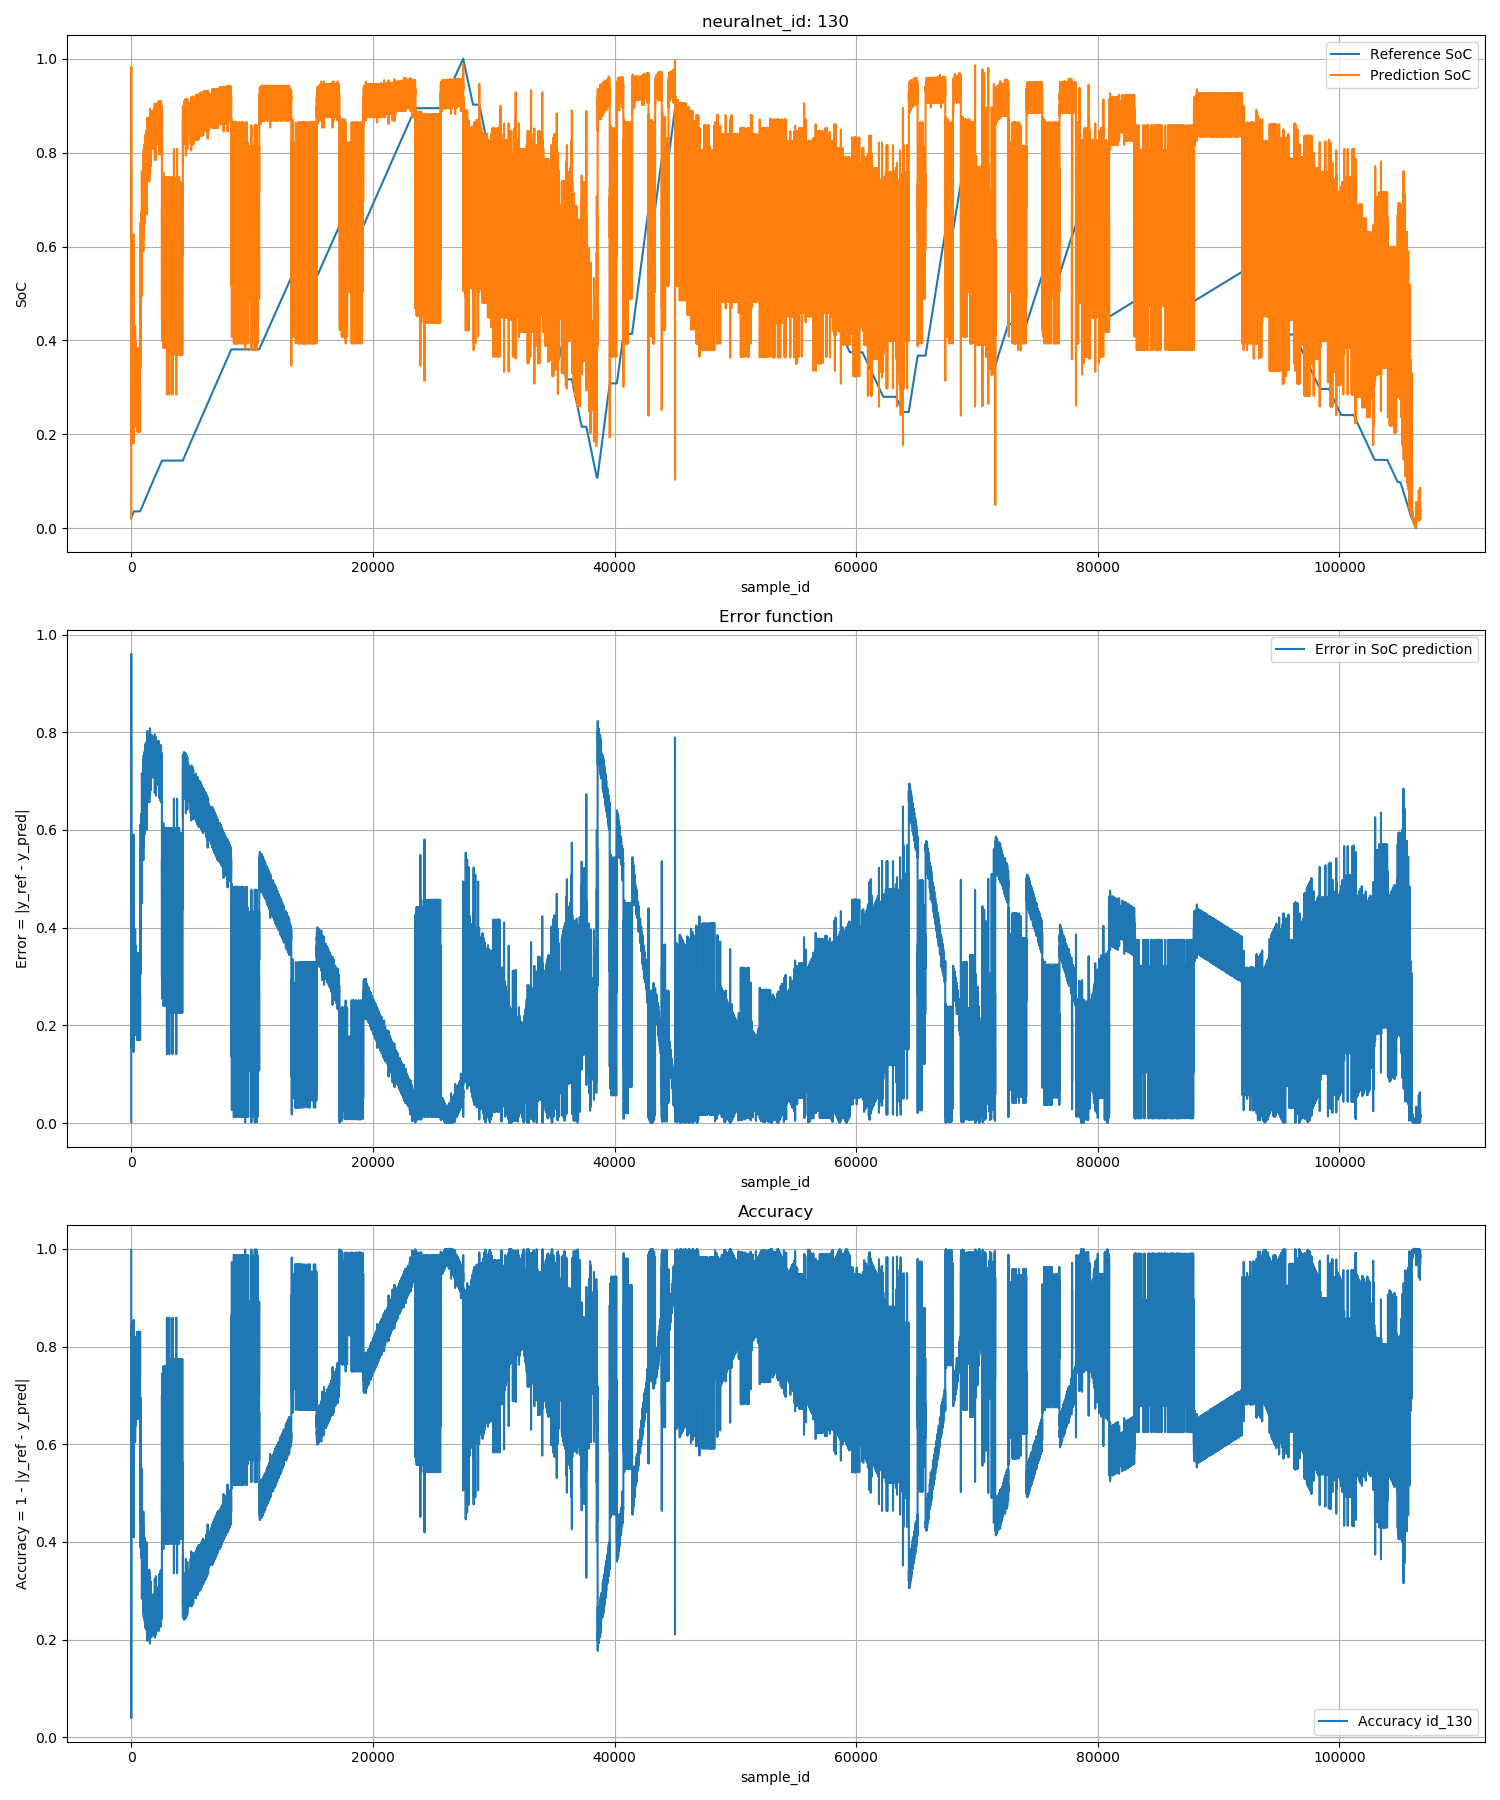 neuralnet_id: 130
Reference SoC
Prediction SoC
SoC
1.0
0.8
0.6
0.4
0.2
0.0
0 20000 40000 60000 80000 100000
sample_id
Error function
Error in SoC prediction
Error = |y_ref - y_pred|
1.0
0.8
0.6
0.4
0.2
0.0
0 20000 40000 60000 80000 100000
sample_id
Accuracy
Accuracy = 1 - |y_ref - y_pred|
1.0
0.8
0.6
0.4
0.2
0.0
Accuracy id_130
0 20000 40000 60000 80000 100000
sample_id